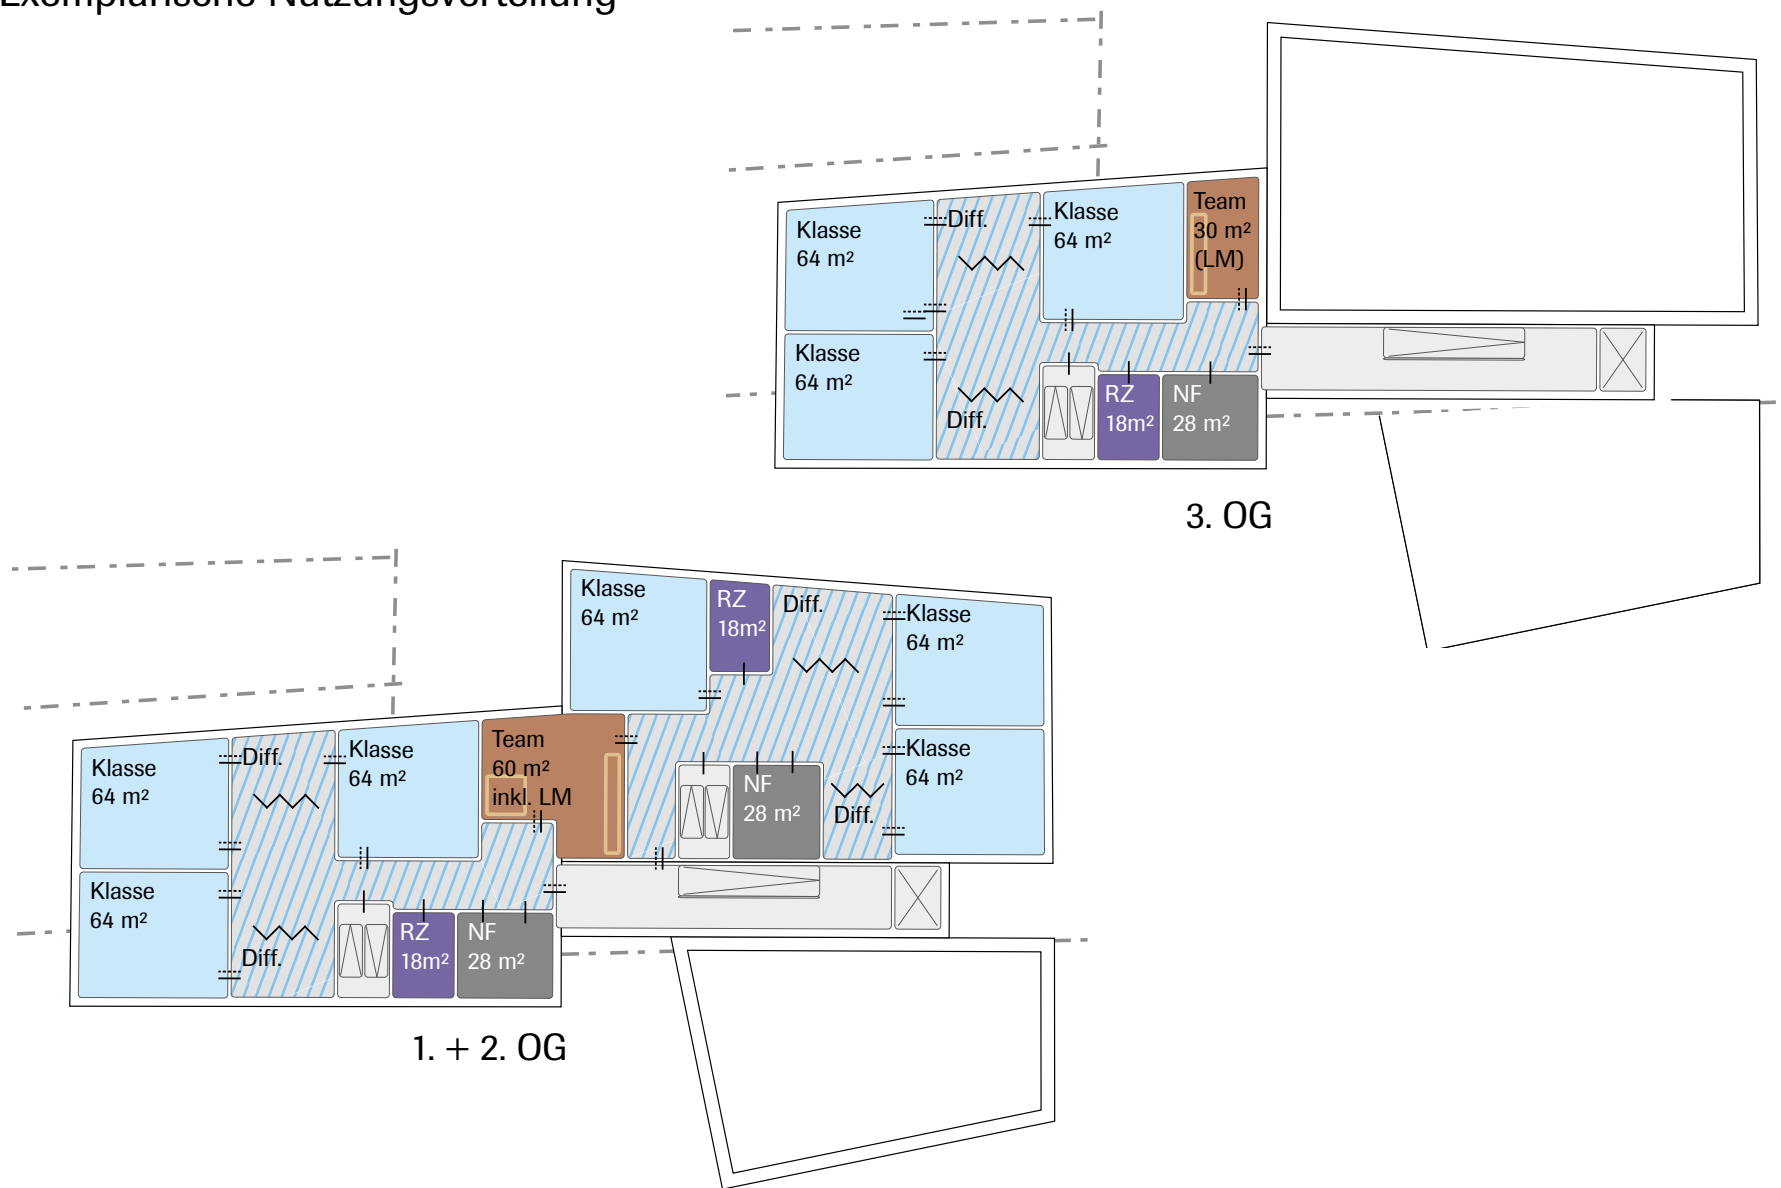 Exemplarische Nutzungsverteilung
Klasse
64 m²
Diff.
Klasse
64 m²
Team
30 m²
(LM)
Klasse
64 m²
Diff.
RZ
18m²
NF
28 m²
3. OG
Klasse
64 m²
RZ
18m²
Diff.
Klasse
64 m²
Klasse
64 m²
Diff.
Klasse
64 m²
Team
60 m²
inkl. LM
NF
28 m²
Diff.
Klasse
64 m²
Klasse
64 m²
Diff.
RZ
18m²
NF
28 m²
1. + 2. OG